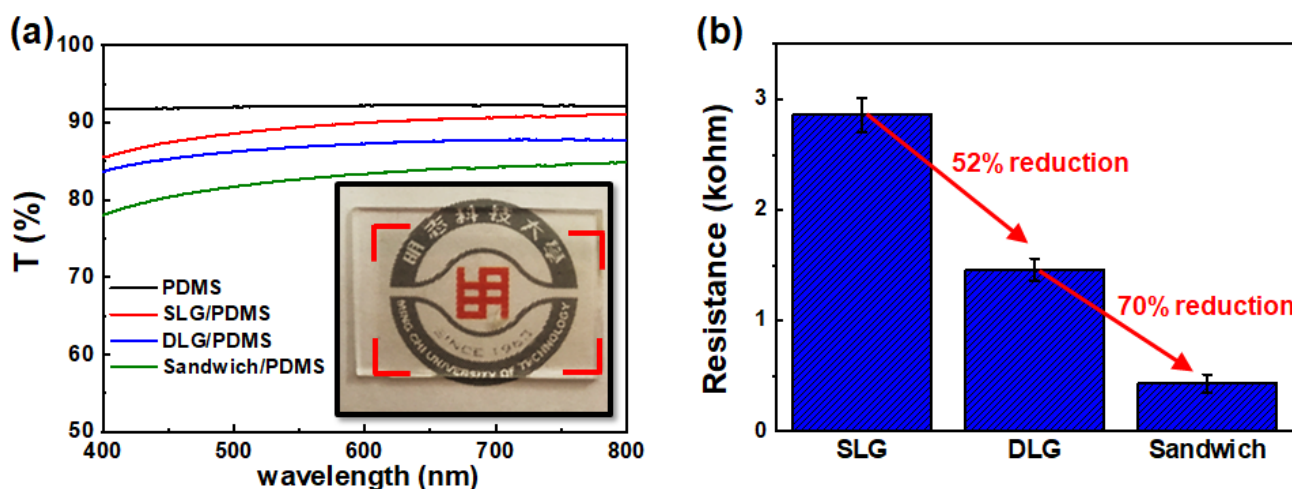 (a)
100
90
80
70
60
50
T (%)
400
500
600
700
800
wavelength (nm)
PDMS
SLG/PDMS
DLG/PDMS
Sandwich/PDMS
明志科技大學
明
SINCE 1963
MING CHI UNIVERSITY OF TECHNOLOGY
(b)
3
2
1
0
Resistance (kohm)
52% reduction
70% reduction
SLG
DLG
Sandwich